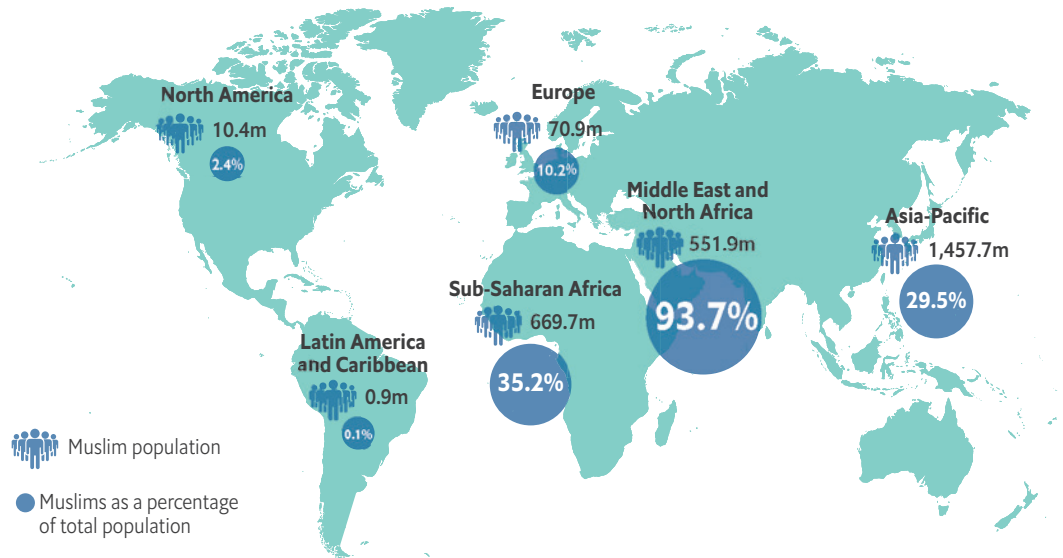 North America
10.4m
2.4%
Europe
70.9m
10.2%
Middle East and
North Africa
551.9m
93.7%
Asia-Pacific
1,457.7m
29.5%
Sub-Saharan Africa
669.7m
35.2%
Latin America
and Caribbean
0.9m
0.1%
Muslim population
Muslims as a percentage
of total population